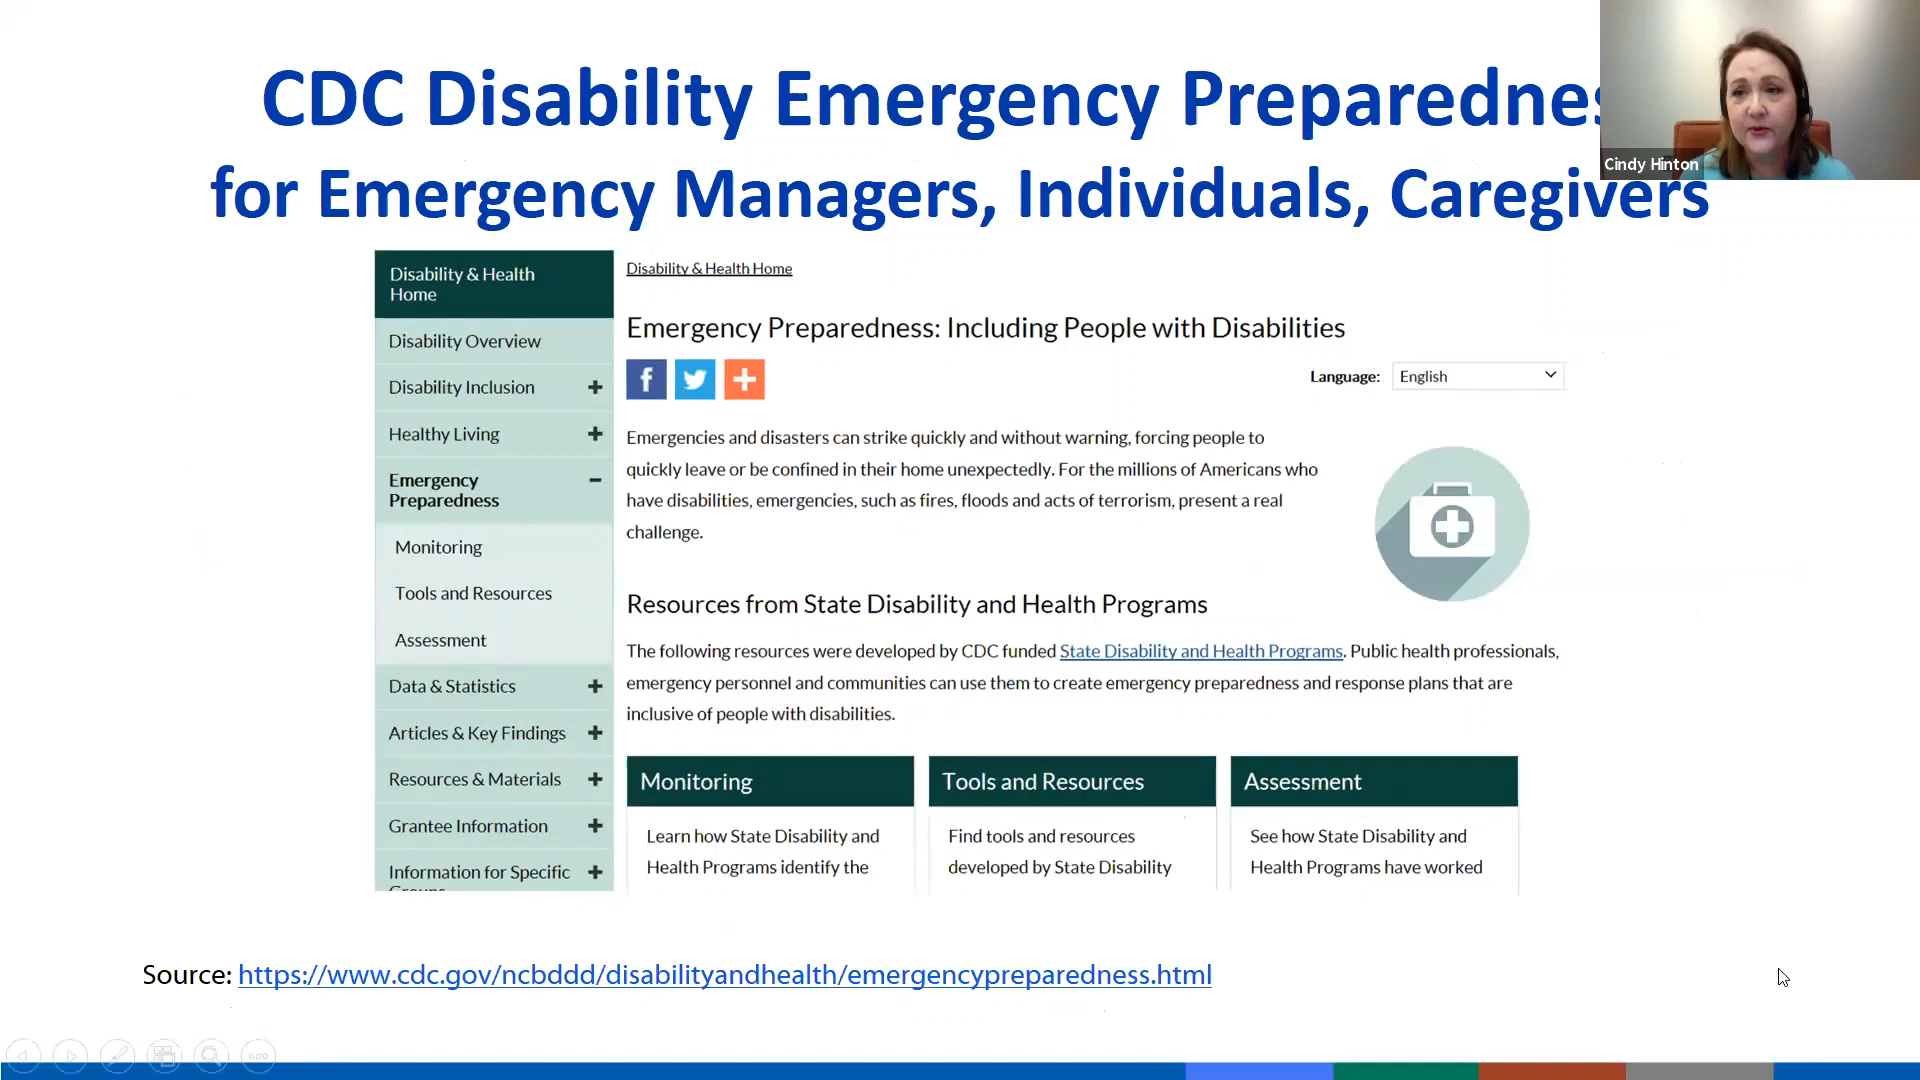 CDC Disability Emergency Preparednes
for Emergency Managers, Individuals, Caregivers
Cindy Hinton
Disability & Health
Home
Disability Overview
Disability Inclusion
Healthy Living
Emergency
Preparedness
Monitoring
Tools and Resources
Assessment
Data & Statistics
Articles & Key Findings
Resources & Materials
Grantee Information
Information for Specific
Disability & Health Home
Emergency Preparedness: Including People with Disabilities
Language: English
Emergencies and disasters can strike quickly and without warning, forcing people to
quickly leave or be confined in their home unexpectedly. For the millions of Americans who
have disabilities, emergencies, such as fires, floods and acts of terrorism, present a real
challenge.
Resources from State Disability and Health Programs
The following resources were developed by CDC funded State Disability and Health Programs. Public health professionals,
emergency personnel and communities can use them to create emergency preparedness and response plans that are
inclusive of people with disabilities.
Monitoring
Learn how State Disability and
Health Programs identify the
Tools and Resources
Find tools and resources
developed by State Disability
Assessment
See how State Disability and
Health Programs have worked
Source: https://www.cdc.gov/ncbddd/disabilityandhealth/emergencypreparedness.html